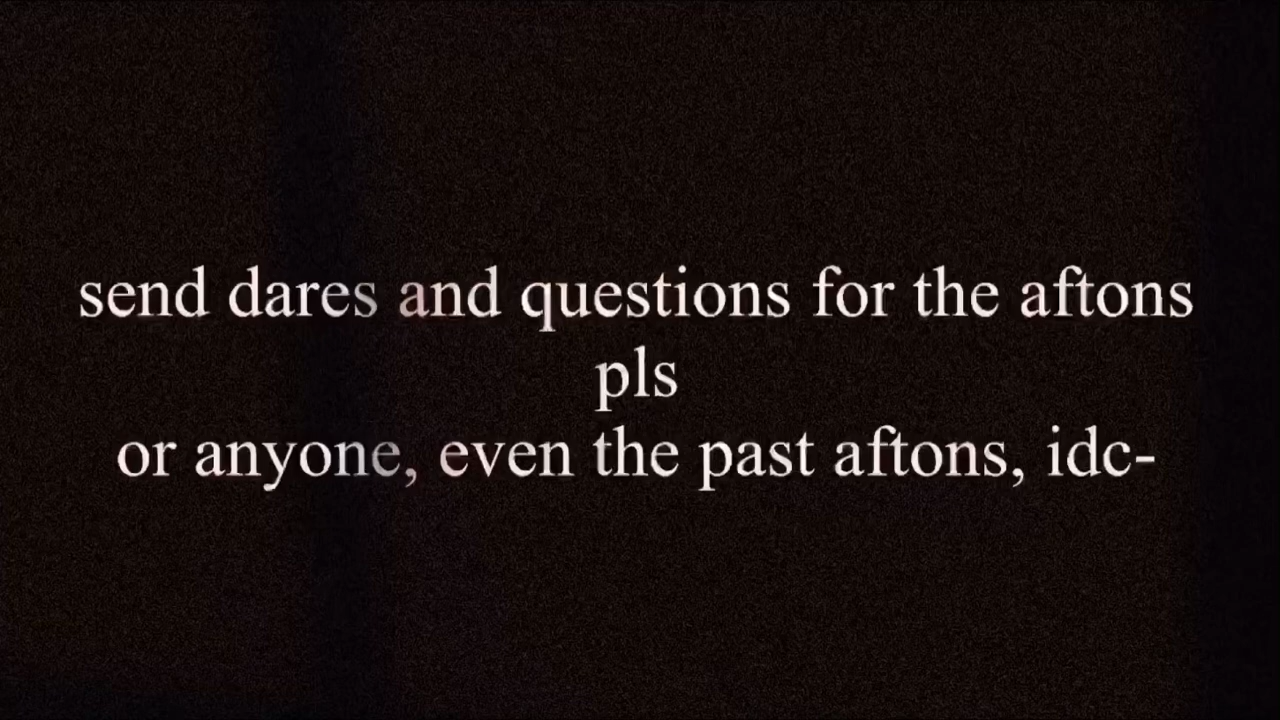 send dares and questions for the aftons
pls
or anyone, even the past aftons, idc-